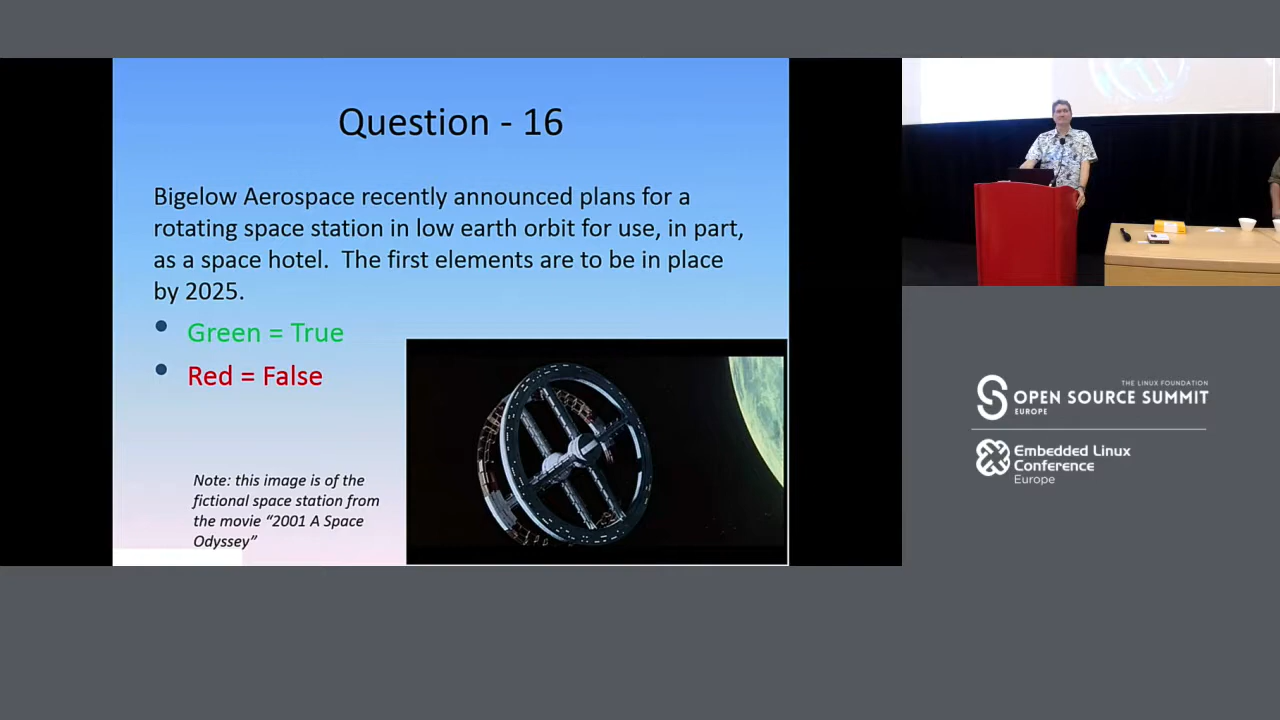 Question - 16
Bigelow Aerospace recently announced plans for a
rotating space station in low earth orbit for use, in part,
as a space hotel.  The first elements are to be in place
by 2025.
Green = True
Red = False
Note: this image is of the
fictional space station from
the movie “2001 A Space
Odyssey”
THE LINUX FOUNDATION
OPEN SOURCE SUMMIT
EUROPE
Embedded Linux
Conference
Europe